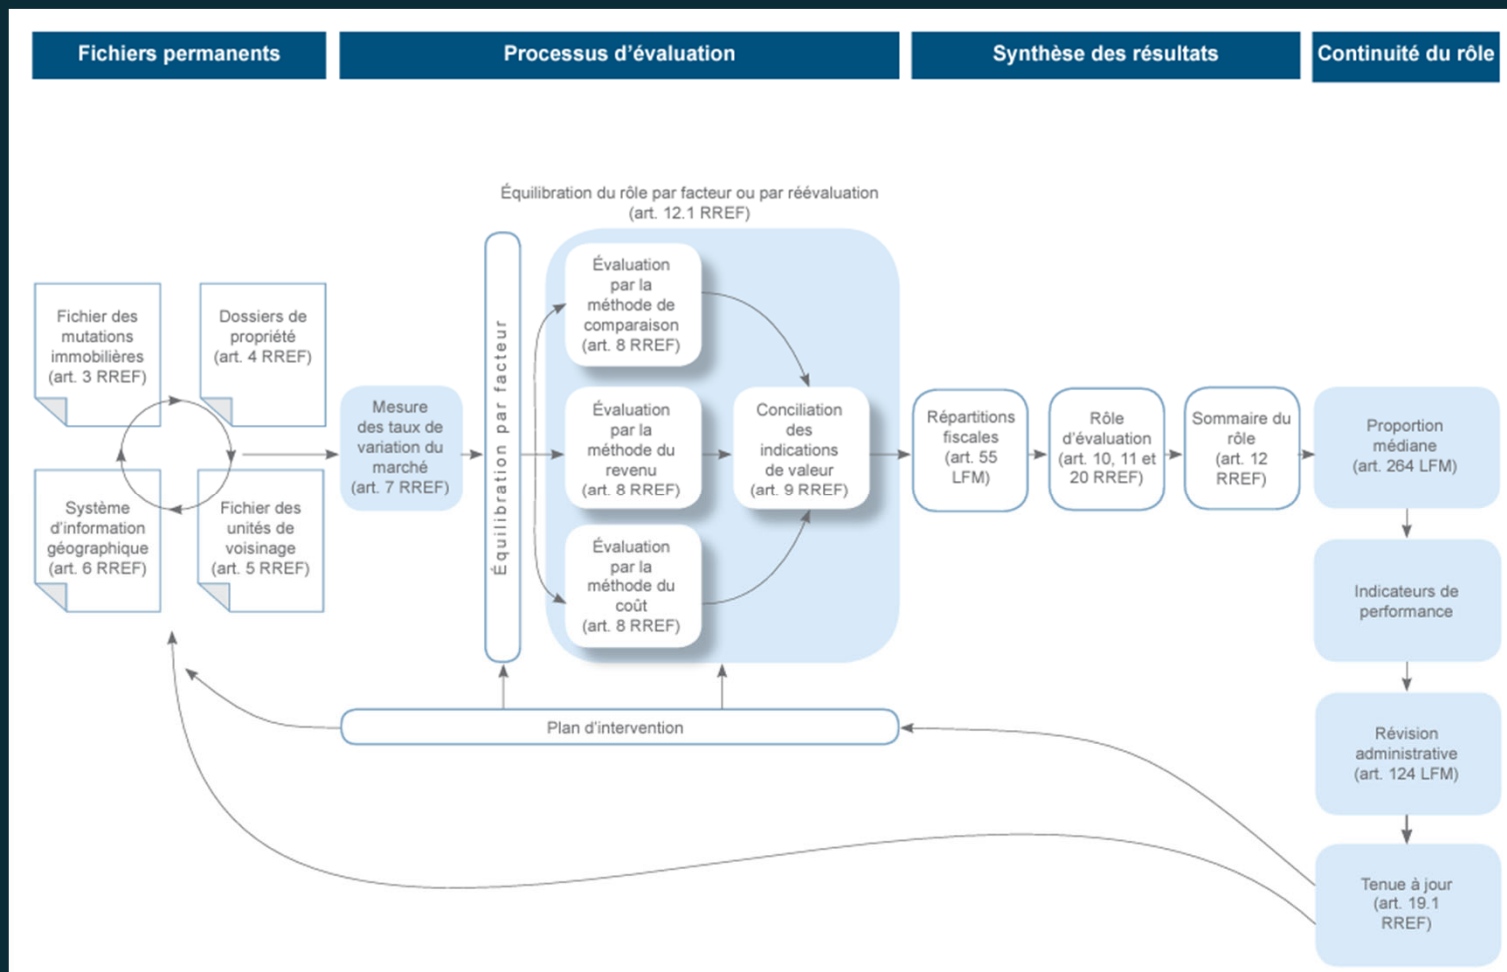 Fichiers permanents
Processus d'évaluation
Synthèse des résultats
Continuité du rôle
Équilibration du rôle par facteur ou par réévaluation
(art. 12.1 RREF)
Fichier des
mutations
immobilières
(art. 3 RREF)
Dossiers de
propriété
(art. 4 RREF)
Système
d'information
géographique
(art. 6 RREF)
Fichier des
unités de
voisinage
(art. 5 RREF)
Mesure
des taux de
variation du
marché
(art. 7 RREF)
Équilibration par facteur
Évaluation
par la
méthode de
comparaison
(art. 8 RREF)
Évaluation
par la
méthode du
revenu
(art. 8 RREF)
Évaluation
par la
méthode du
coût
(art. 8 RREF)
Conciliation
des
indications
de valeur
(art. 9 RREF)
Répartitions
fiscales
(art. 55
LFM)
Rôle
d'évaluation
(art. 10, 11 et
20 RREF)
Sommaire du
rôle
(art. 12
RREF)
Proportion
médiane
(art. 264 LFM)
Indicateurs de
performance
Révision
administrative
(art. 124 LFM)
Tenue à jour
(art. 19.1
RREF)
Plan d'intervention